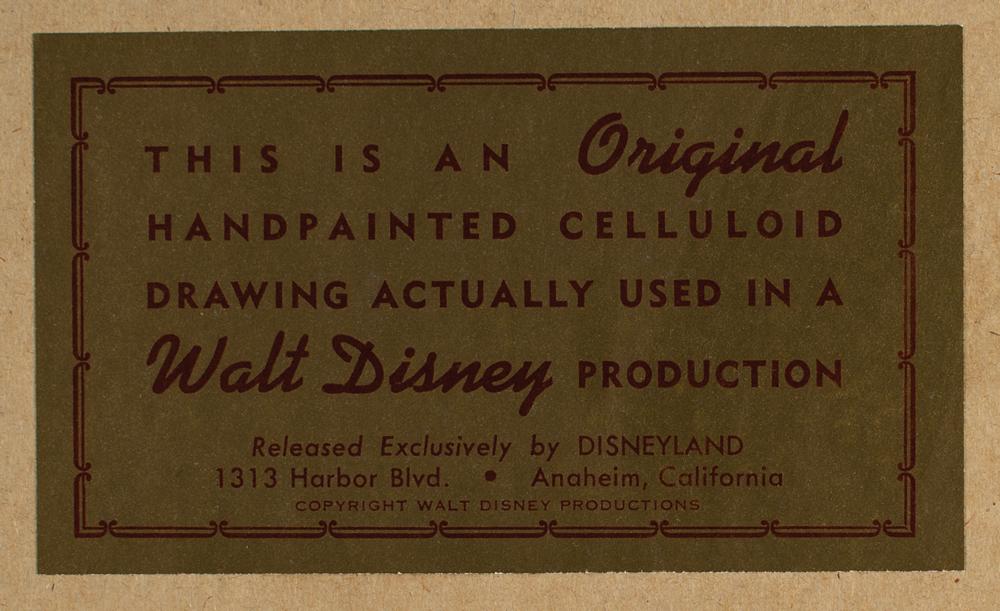 THIS IS AN Original
HANDPAINTED CELLULOID
DRAWING ACTUALLY USED IN A
Walt Disney PRODUCTION
Released Exclusively by DISNEYLAND
1313 Harbor Blvd. • Anaheim, California
COPYRIGHT WALT DISNEY PRODUCTIONS